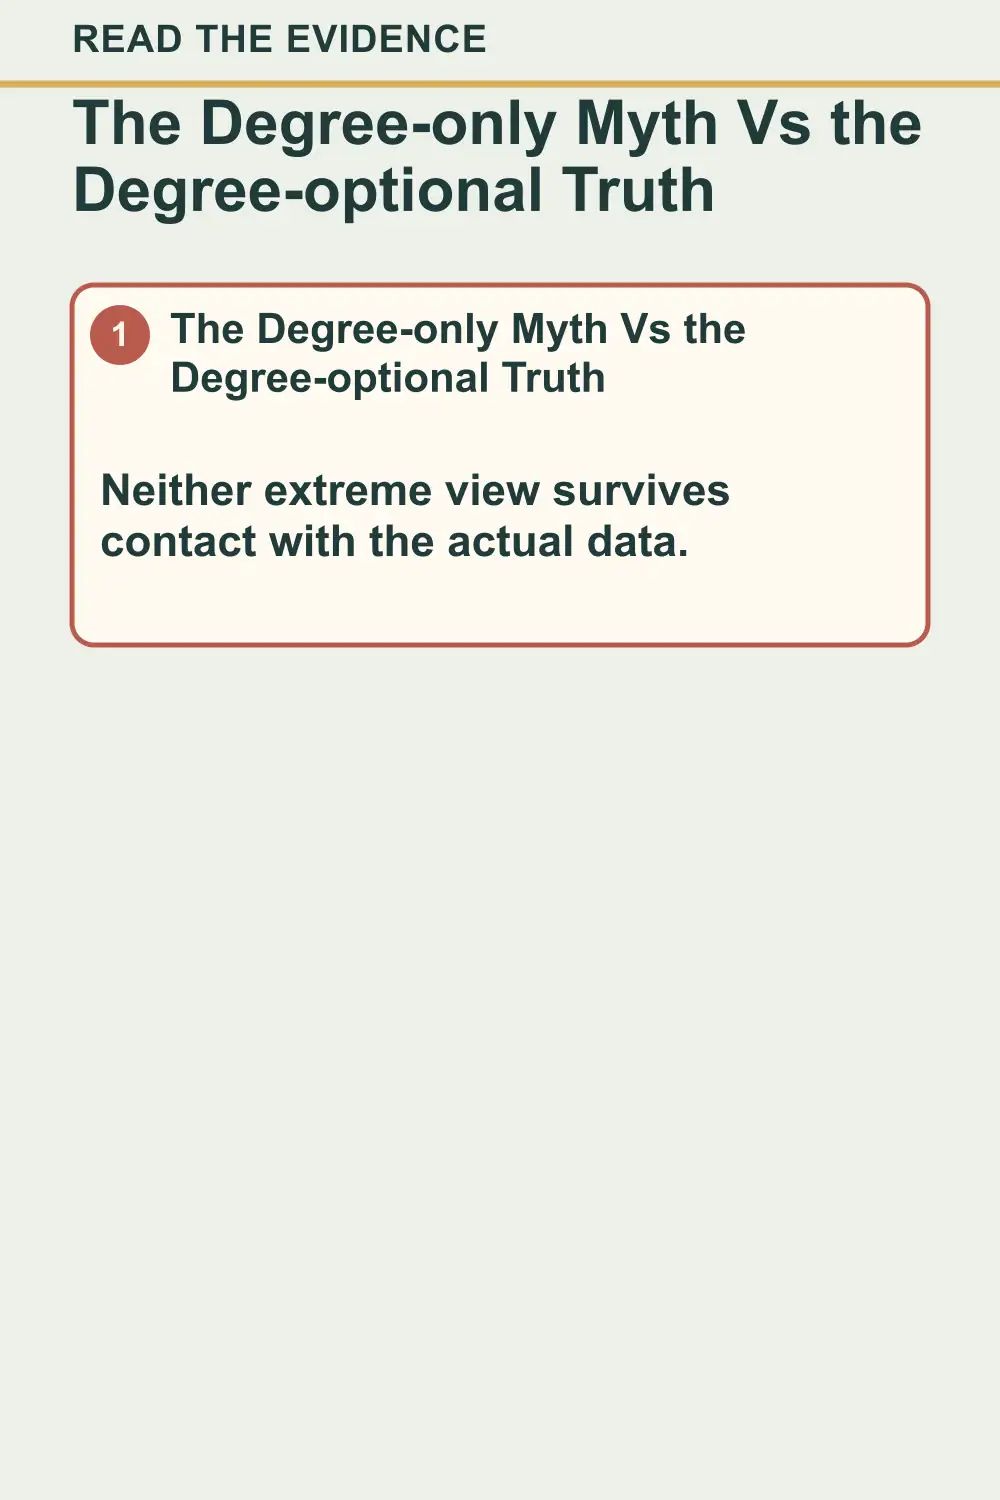 READ THE EVIDENCE
The Degree-only Myth Vs the
Degree-optional Truth
1
The Degree-only Myth Vs the
Degree-optional Truth
Neither extreme view survives
contact with the actual data.